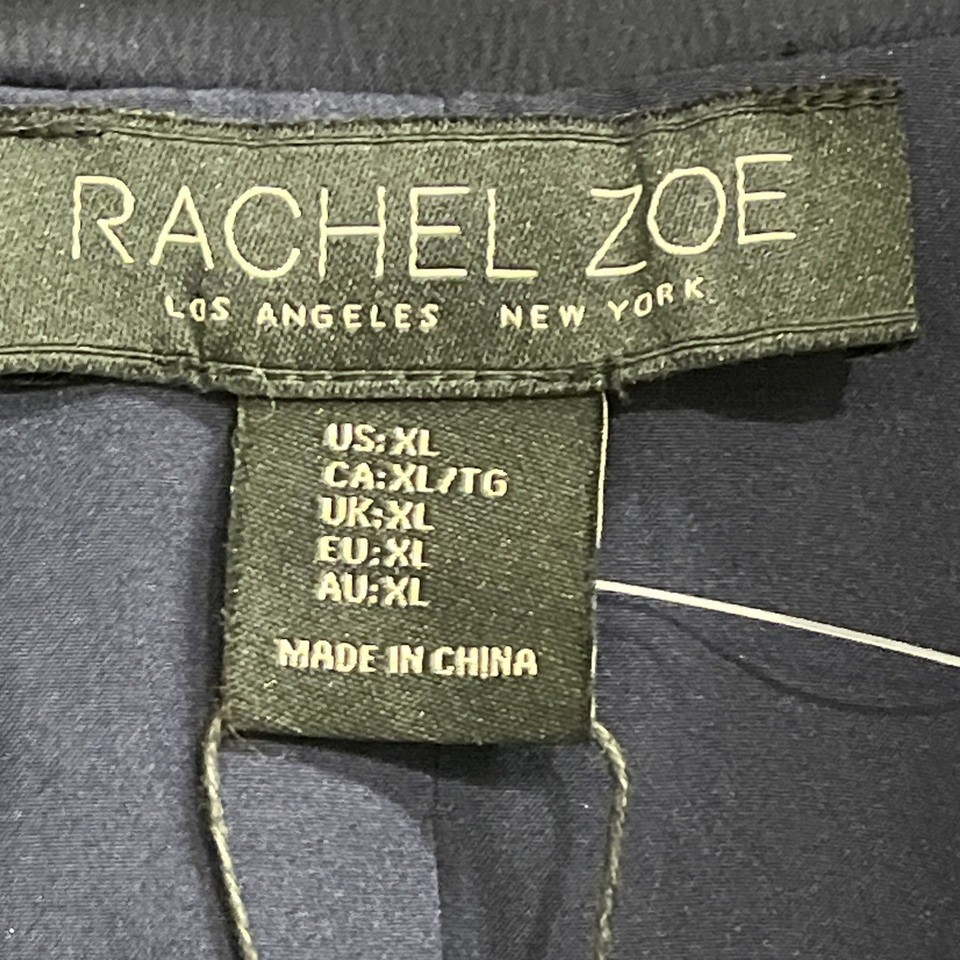 RACHEL ZOE
LOS ANGELES NEW YORK
US:XL
CA:XL/TG
UK:XL
EU:XL
AU:XL
MADE IN CHINA